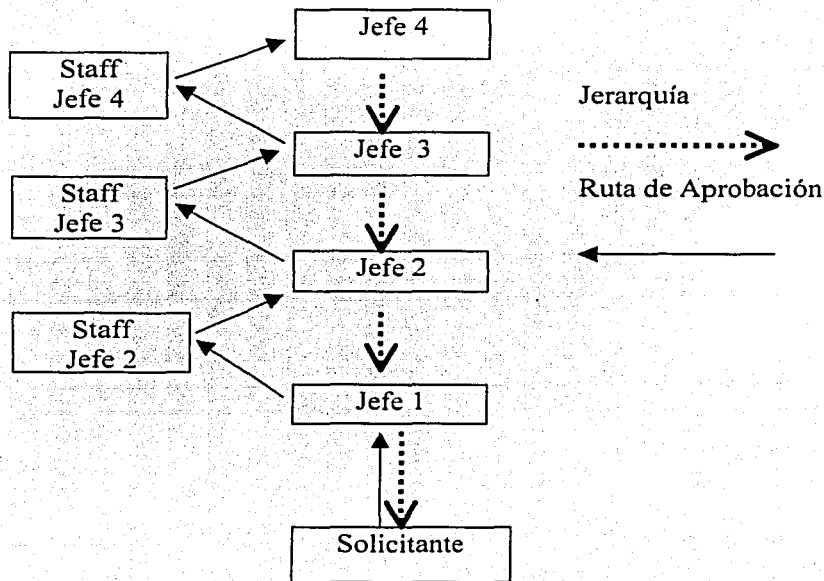 Jefe 4
Staff
Jefe 4
Jerarquía
Jefe 3
Staff
Jefe 3
Ruta de Aprobación
Jefe 2
Staff
Jefe 2
Jefe 1
Solicitante